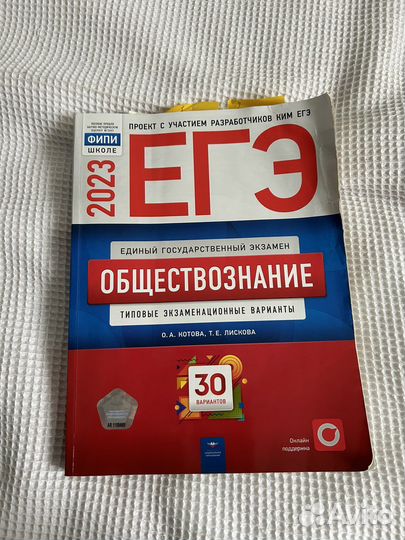 ПРОЕКТ С УЧАСТИЕМ РАЗРАБОТЧИКОВ КИМ ЕГЭ
ФИПИ
ШКОЛЕ
2023
ЕГЭ
ЕДИНЫЙ ГОСУДАРСТВЕННЫЙ ЭКЗАМЕН
ОБЩЕСТВОЗНАНИЕ
ТИПОВЫЕ ЭКЗАМЕНАЦИОННЫЕ ВАРИАНТЫ
О.А. КОТОВА, Т.Е. ЛИСКОВА
30
ВАРИАНТОВ
Онлайн
поддержка
Avito